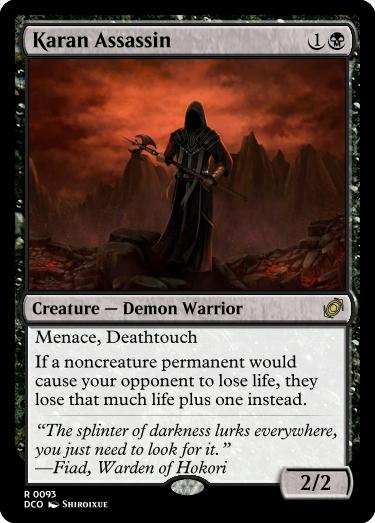 Karan Assassin 1
Creature — Demon Warrior
Menace, Deathtouch
If a noncreature permanent would
cause your opponent to lose life, they
lose that much life plus one instead.
“The splinter of darkness lurks everywhere,
you just need to look for it.”
—Fiad, Warden of Hokori
2/2
R 0093
DCO Shiroixue